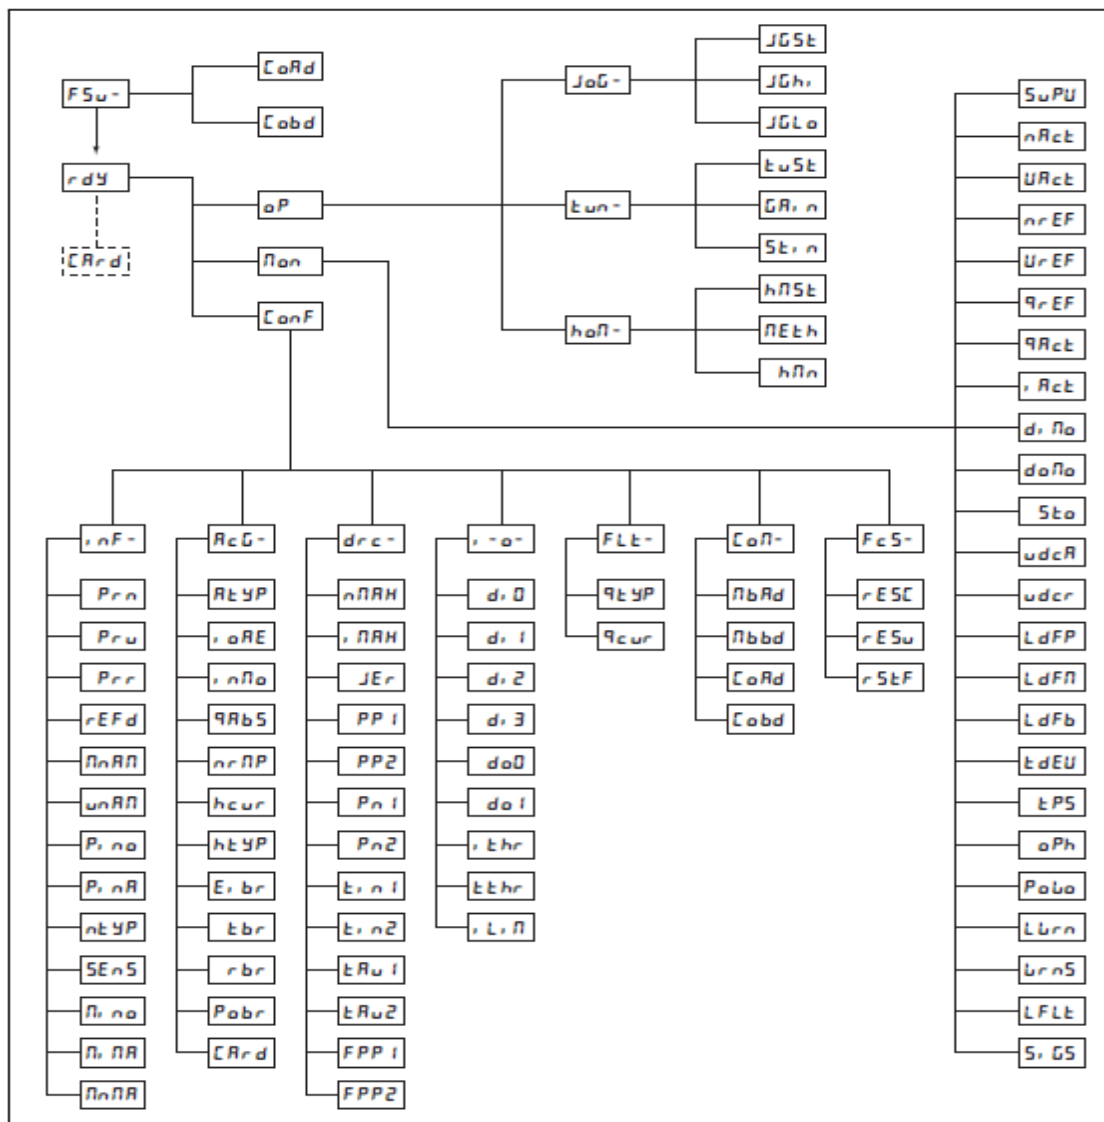 FSu-
CoAd
Cobd
rdy
CArd
oP
Mon
ConF
JoG-
JGSt
JGhi
JGLo
tun-
tuSt
GAin
Stin
hoM-
hMSt
MEth
hMn
SuPV
nAct
VAct
nrEF
VrEF
qrEF
qAct
iAct
diMo
doMo
Sto
udcA
udcr
LdFP
LdFM
LdFb
tdEV
tPS
oPh
PoWo
LWrn
WrnS
LFLt
SiGS
inF-
Prn
Pru
Prr
rEFd
MnAM
unAM
Pino
PinA
ntYP
SEnS
Mino
MiMA
MnMA
AcG-
AtYP
ioAE
inMo
qAbS
nrMP
hcur
htYP
Eibr
tbr
rbr
Pobr
CArd
drc-
nMAX
iMAX
JEr
PP1
PP2
Pn1
Pn2
tin1
tin2
tAu1
tAu2
FPP1
FPP2
i-o-
di0
di1
di2
di3
do0
do1
ithr
tthr
iLiM
FLt-
qtYP
qcur
CoM-
MbAd
Mbbd
CoAd
Cobd
FcS-
rESC
rESu
rStF